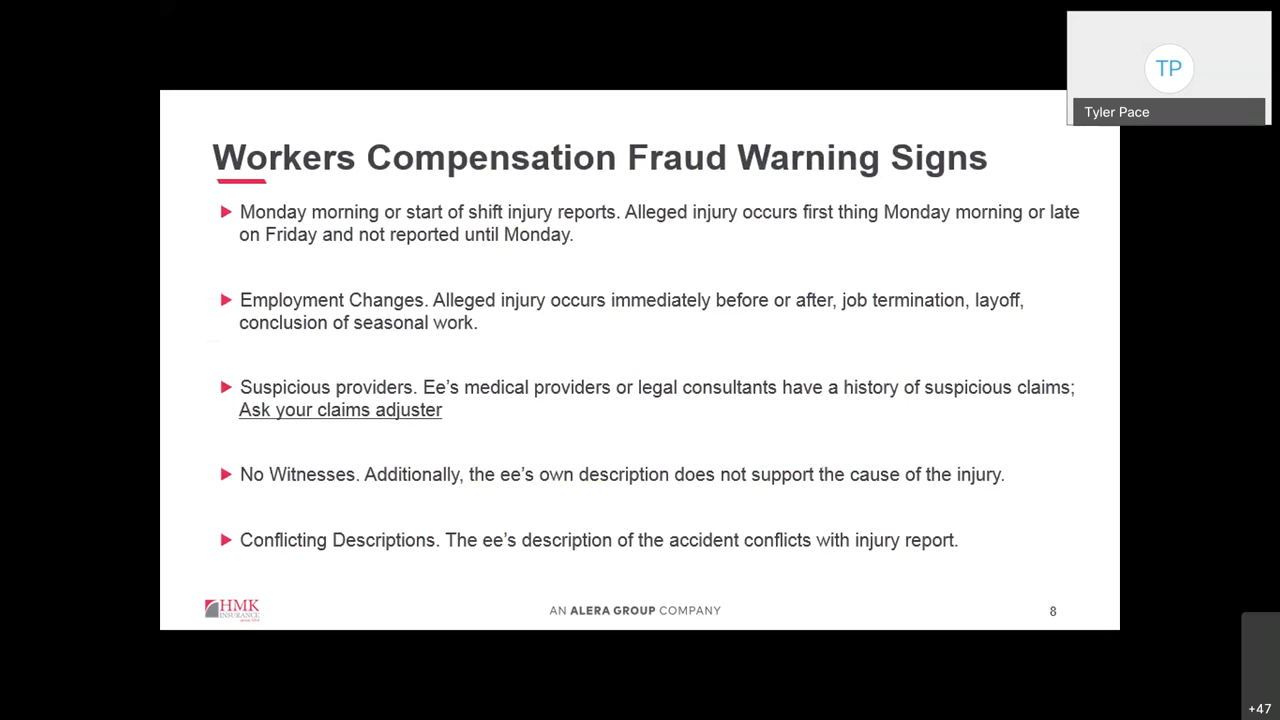 TP
Tyler Pace
Workers Compensation Fraud Warning Signs
Monday morning or start of shift injury reports. Alleged injury occurs first thing Monday morning or late
on Friday and not reported until Monday.
Employment Changes. Alleged injury occurs immediately before or after, job termination, layoff,
conclusion of seasonal work.
Suspicious providers. Ee’s medical providers or legal consultants have a history of suspicious claims;
Ask your claims adjuster
No Witnesses. Additionally, the ee’s own description does not support the cause of the injury.
Conflicting Descriptions. The ee’s description of the accident conflicts with injury report.
HMK
INSURANCE
AN ALERA GROUP COMPANY
8
+47